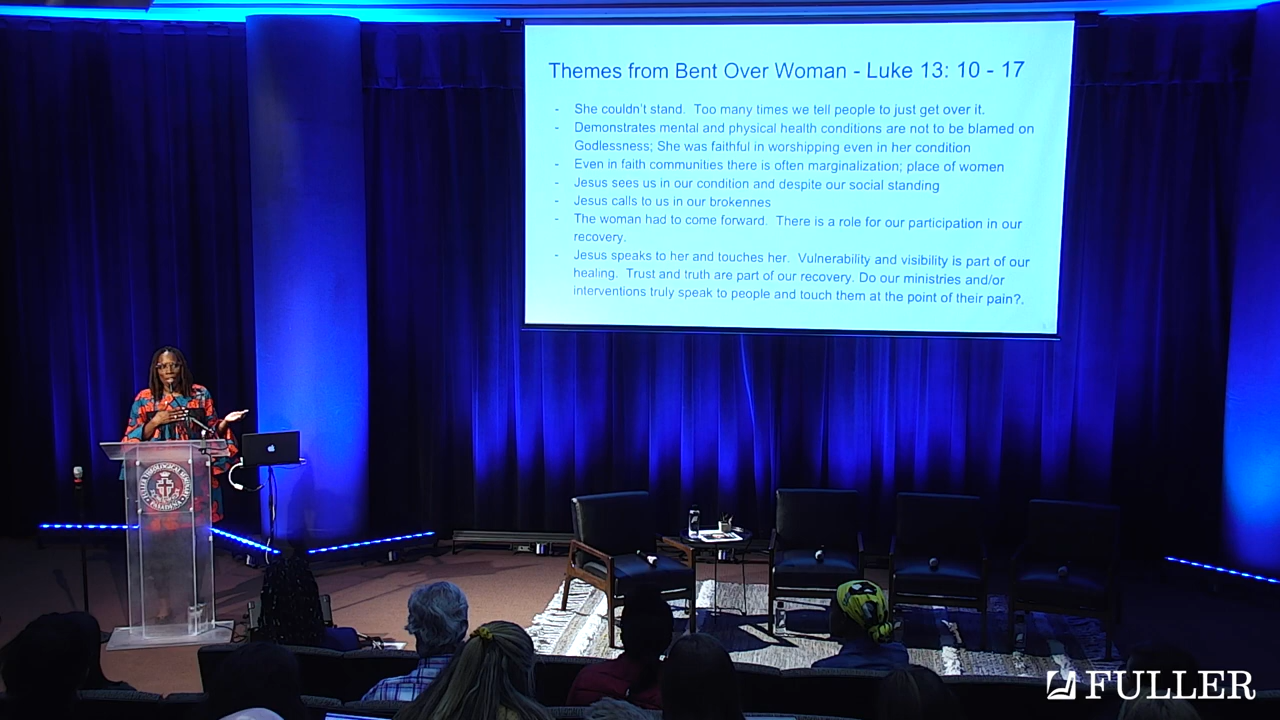 Themes from Bent Over Woman - Luke 13: 10 - 17
- She couldn't stand. Too many times we tell people to just get over it.
- Demonstrates mental and physical health conditions are not to be blamed on
Godlessness; She was faithful in worshipping even in her condition
- Even in faith communities there is often marginalization; place of women
- Jesus sees us in our condition and despite our social standing
- Jesus calls to us in our brokennes
- The woman had to come forward. There is a role for our participation in our
recovery.
- Jesus speaks to her and touches her. Vulnerability and visibility is part of our
healing. Trust and truth are part of our recovery. Do our ministries and/or
interventions truly speak to people and touch them at the point of their pain?.
FULLER THEOLOGICAL SEMINARY
PASADENA
FULLER